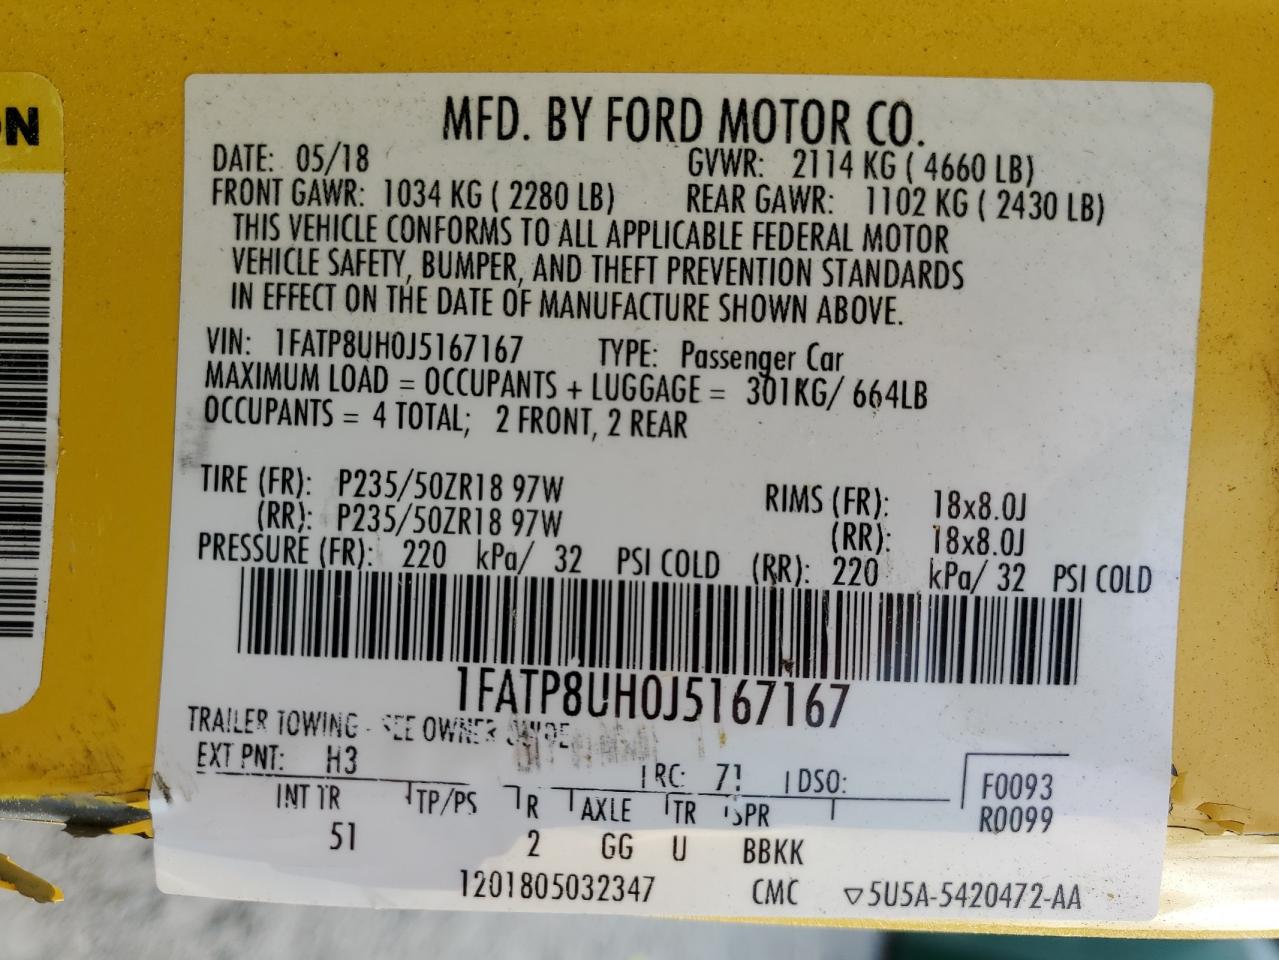 ON
MFD. BY FORD MOTOR CO.
DATE: 05/18 GVWR: 2114 KG ( 4660 LB)
FRONT GAWR: 1034 KG ( 2280 LB) REAR GAWR: 1102 KG ( 2430 LB)
THIS VEHICLE CONFORMS TO ALL APPLICABLE FEDERAL MOTOR
VEHICLE SAFETY, BUMPER, AND THEFT PREVENTION STANDARDS
IN EFFECT ON THE DATE OF MANUFACTURE SHOWN ABOVE.
VIN: 1FATP8UH0J5167167 TYPE: Passenger Car
MAXIMUM LOAD = OCCUPANTS + LUGGAGE = 301KG/ 664LB
OCCUPANTS = 4 TOTAL; 2 FRONT, 2 REAR
TIRE (FR): P235/50ZR18 97W RIMS (FR): 18x8.0J
(RR): P235/50ZR18 97W (RR): 18x8.0J
PRESSURE (FR): 220 kPa/ 32 PSI COLD (RR): 220 kPa/ 32 PSI COLD
1FATP8UH0J5167167
TRAILER TOWING - SEE OWNER GUIDE
EXT PNT: H3 RC: 71 DSO: F0093
INT TR TP/PS R AXLE TR SPR R0099
51 2 GG U BBKK
1201805032347 CMC ▽5U5A-5420472-AA